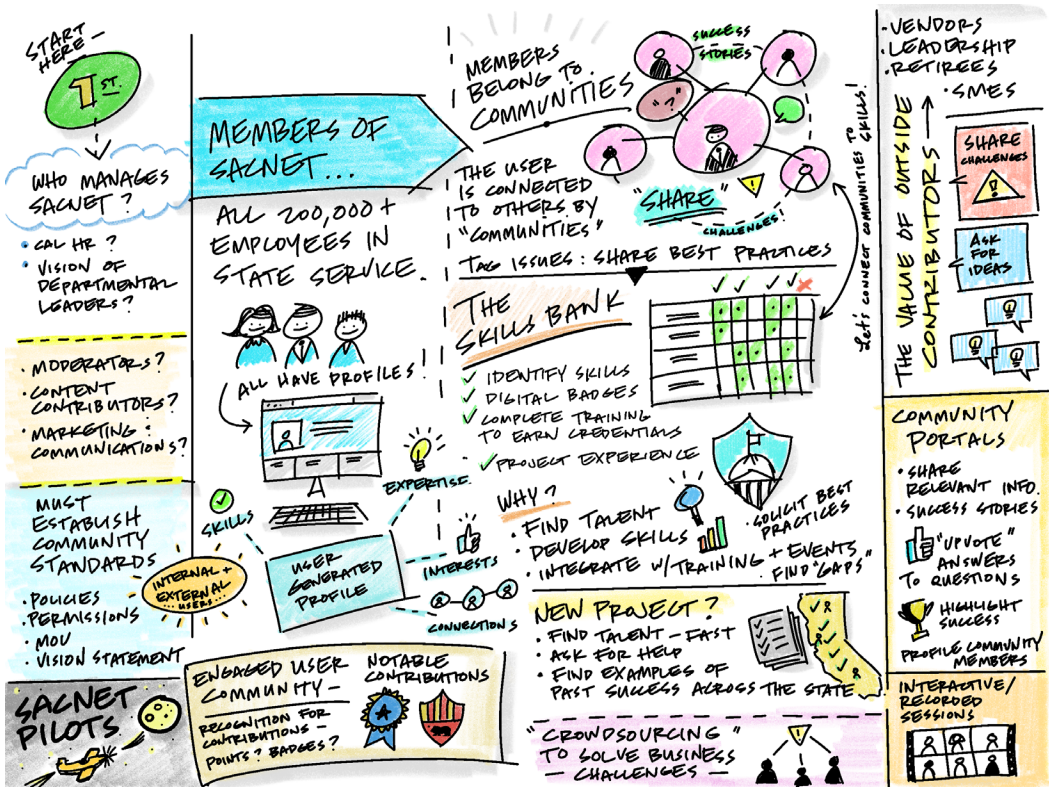 START
HERE —
1ST.
WHO MANAGES
SACNET ?
• CAL HR ?
• VISION OF
DEPARTMENTAL
LEADERS?
• MODERATORS?
• CONTENT
CONTRIBUTORS?
• MARKETING :
COMMUNICATIONS?
MUST
ESTABLISH
COMMUNITY
STANDARDS
• POLICIES
• PERMISSIONS
• MOU
• VISION STATEMENT
INTERNAL +
EXTERNAL
... USERS ...
SACNET
PILOTS
MEMBERS OF
SACNET...
ALL 200,000+
EMPLOYEES IN
STATE SERVICE.
ALL HAVE PROFILES!
SKILLS
EXPERTISE
INTERESTS
CONNECTIONS
USER
GENERATED
PROFILE
ENGAGED USER
COMMUNITY —
RECOGNITION FOR
CONTRIBUTIONS —
POINTS? BADGES?
NOTABLE
CONTRIBUTIONS
MEMBERS
BELONG TO
COMMUNITIES
SUCCESS
STORIES
"?"
THE USER
IS CONNECTED
TO OTHERS BY
"COMMUNITIES"
"SHARE"
CHALLENGES!
TAG ISSUES : SHARE BEST PRACTICES
Let's CONNECT COMMUNITIES TO SKILLS!
THE
SKILLS BANK
✓ IDENTIFY SKILLS
✓ DIGITAL BADGES
✓ COMPLETE TRAINING
TO EARN CREDENTIALS
✓ PROJECT EXPERIENCE
WHY?
• FIND TALENT
• DEVELOP SKILLS
• INTEGRATE W/TRAINING + EVENTS
• SOLICIT BEST
PRACTICES
• FIND "GAPS"
NEW PROJECT ?
• FIND TALENT — FAST
• ASK FOR HELP
• FIND EXAMPLES OF
PAST SUCCESS ACROSS THE STATE
"CROWDSOURCING"
TO SOLVE BUSINESS
— CHALLENGES —
• VENDORS
• LEADERSHIP
• RETIREES
• SMES
THE VALUE OF OUTSIDE
CONTRIBUTORS
SHARE
CHALLENGES
ASK
FOR
IDEAS
COMMUNITY
PORTALS
• SHARE
RELEVANT INFO.
• SUCCESS STORIES
"UPVOTE"
ANSWERS
TO QUESTIONS
HIGHLIGHT
SUCCESS
PROFILE COMMUNITY
MEMBERS
INTERACTIVE/
RECORDED
SESSIONS